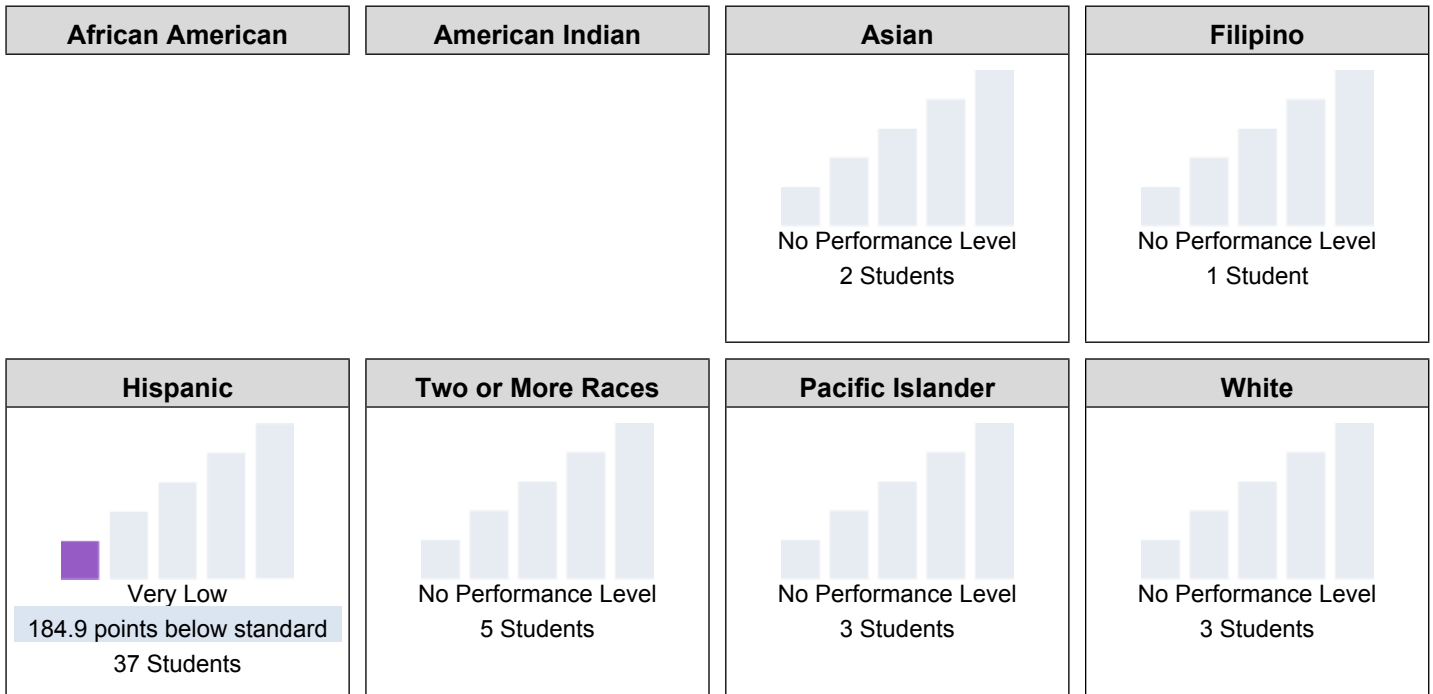 African American
American Indian
Asian
Filipino
No Performance Level
2 Students
No Performance Level
1 Student
Hispanic
Two or More Races
Pacific Islander
White
Very Low
184.9 points below standard
37 Students
No Performance Level
5 Students
No Performance Level
3 Students
No Performance Level
3 Students